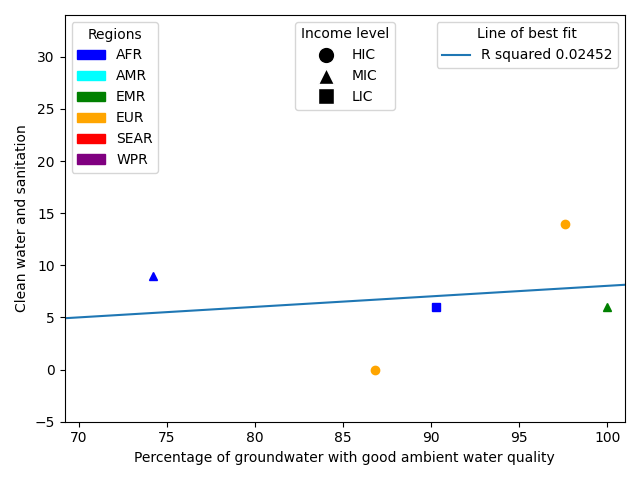 Regions
AFR
AMR
EMR
EUR
SEAR
WPR
Income level
HIC
MIC
LIC
Line of best fit
R squared 0.02452
Clean water and sanitation
30
25
20
15
10
5
0
−5
70 75 80 85 90 95 100
Percentage of groundwater with good ambient water quality